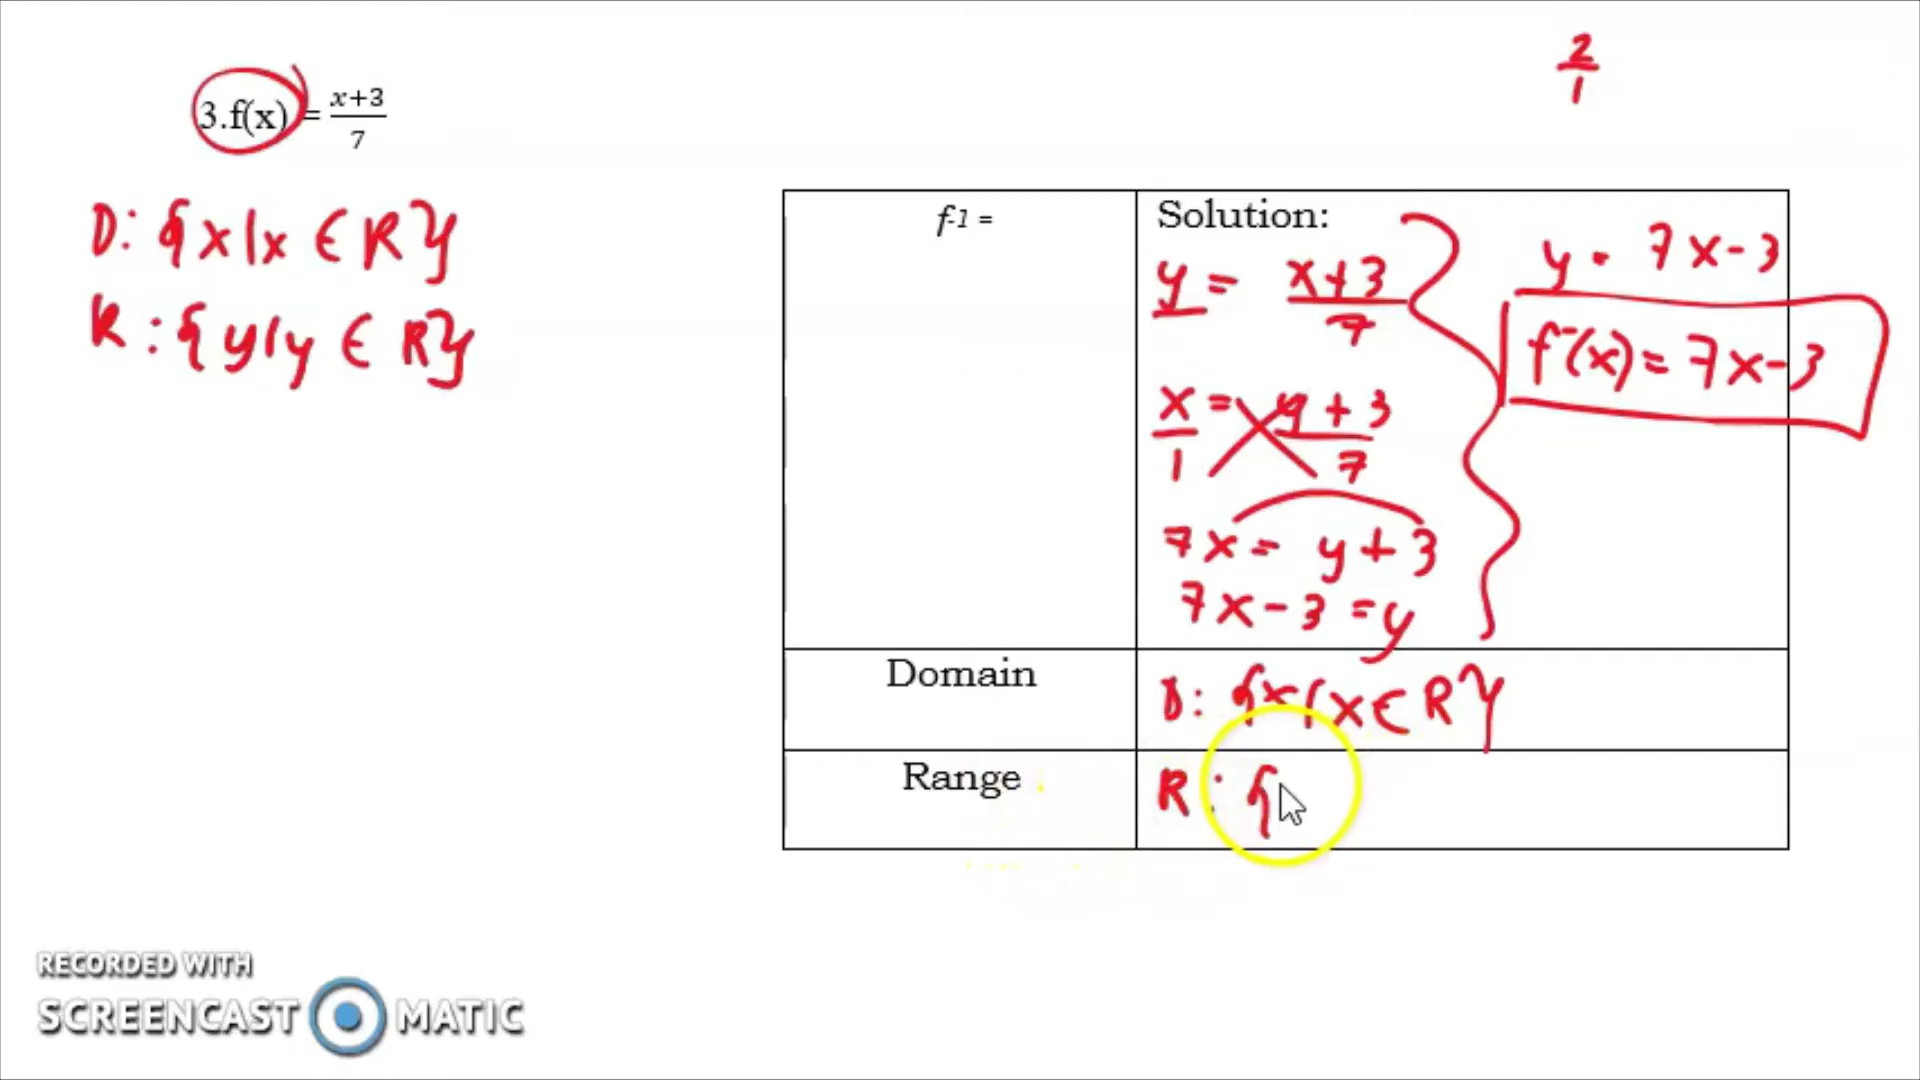 2/1
3.f(x) = x+3/7
D: {x|x ∈ R}
R: {y|y ∈ R}
f-1 =
Solution:
y = x+3/7
x/1 = y+3/7
7x = y+3
7x-3 = y
y = 7x-3
f⁻(x) = 7x-3
Domain
D: {x|x ∈ R}
Range
R: {
RECORDED WITH
SCREENCAST MATIC